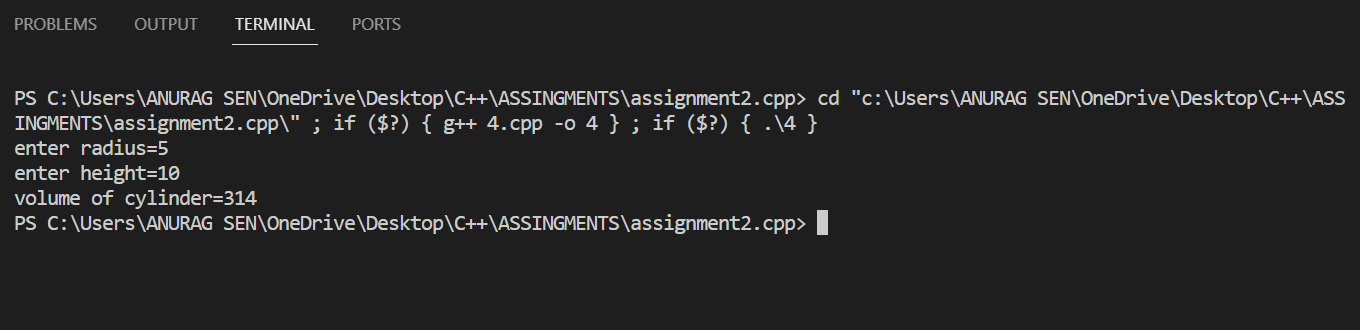 PROBLEMS OUTPUT TERMINAL PORTS
PS C:\Users\ANURAG SEN\OneDrive\Desktop\C++\ASSINGMENTS\assignment2.cpp> cd "c:\Users\ANURAG SEN\OneDrive\Desktop\C++\ASS
INGMENTS\assignment2.cpp\" ; if ($?) { g++ 4.cpp -o 4 } ; if ($?) { .\4 }
enter radius=5
enter height=10
volume of cylinder=314
PS C:\Users\ANURAG SEN\OneDrive\Desktop\C++\ASSINGMENTS\assignment2.cpp>